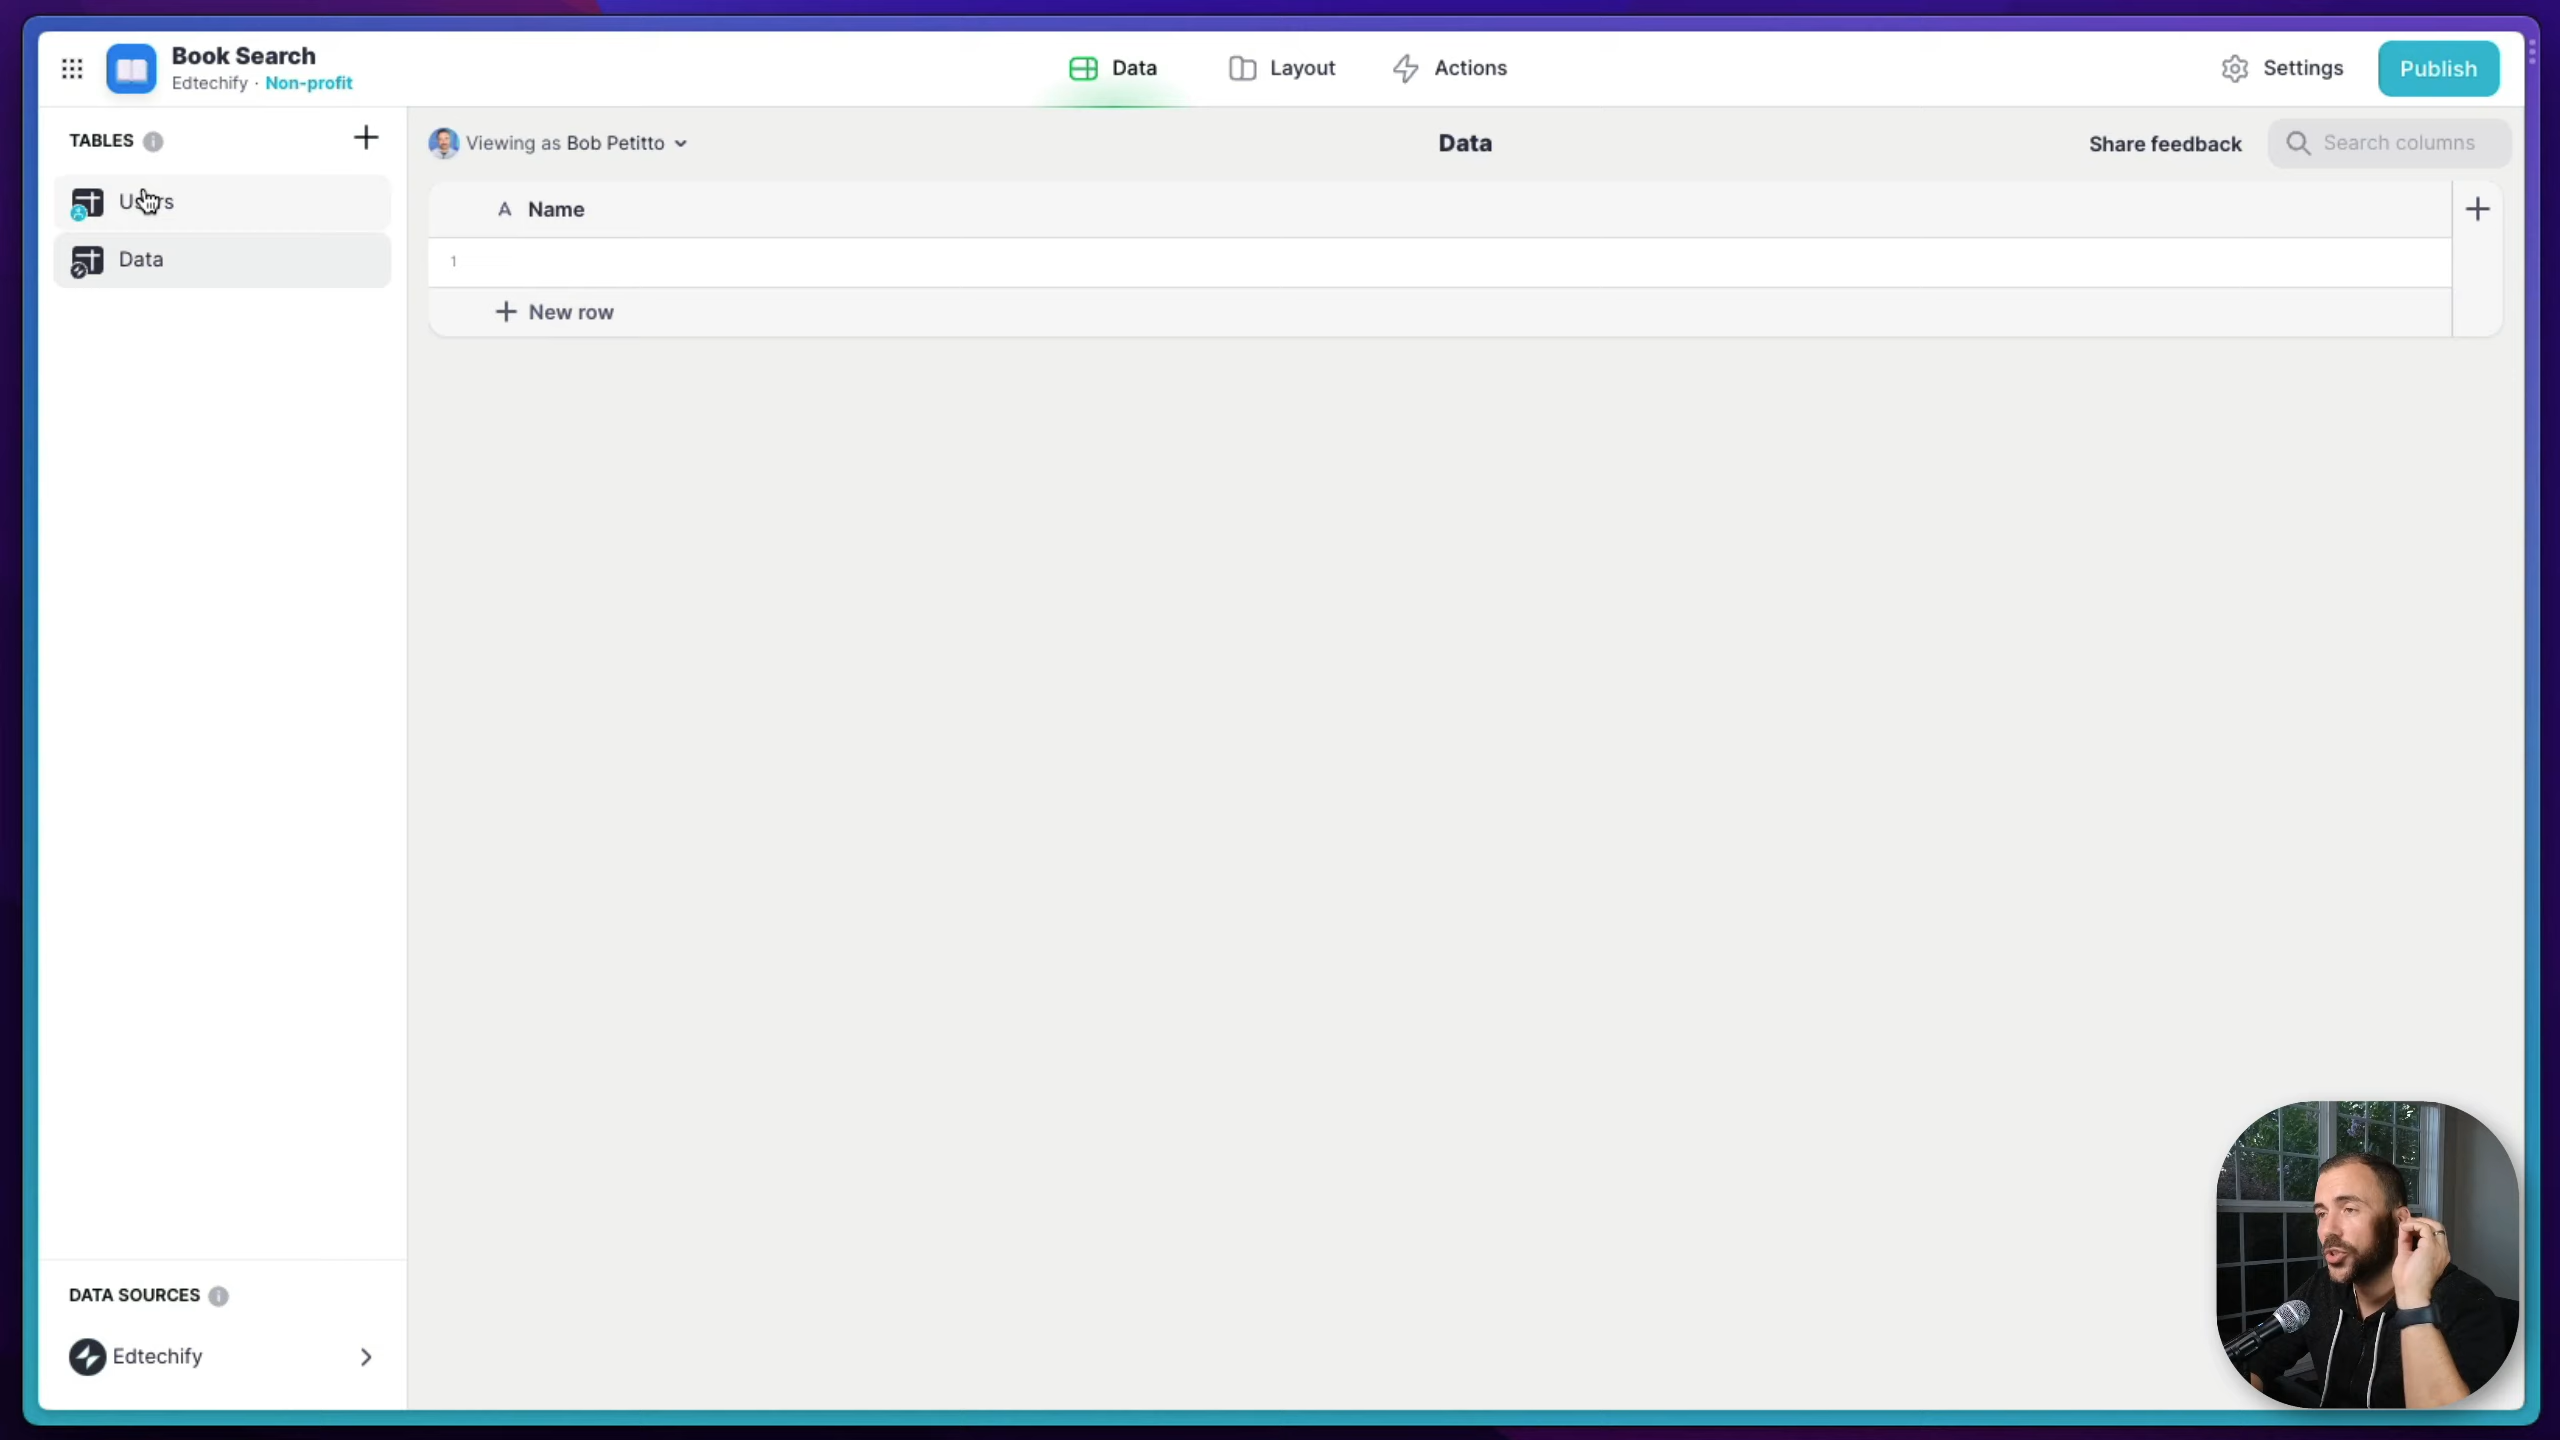 Book Search
Edtechify · Non-profit
Data
Layout
Actions
Settings
Publish
TABLES
Users
Data
Viewing as Bob Petitto
Data
Share feedback
Search columns
Name
1
New row
DATA SOURCES
Edtechify